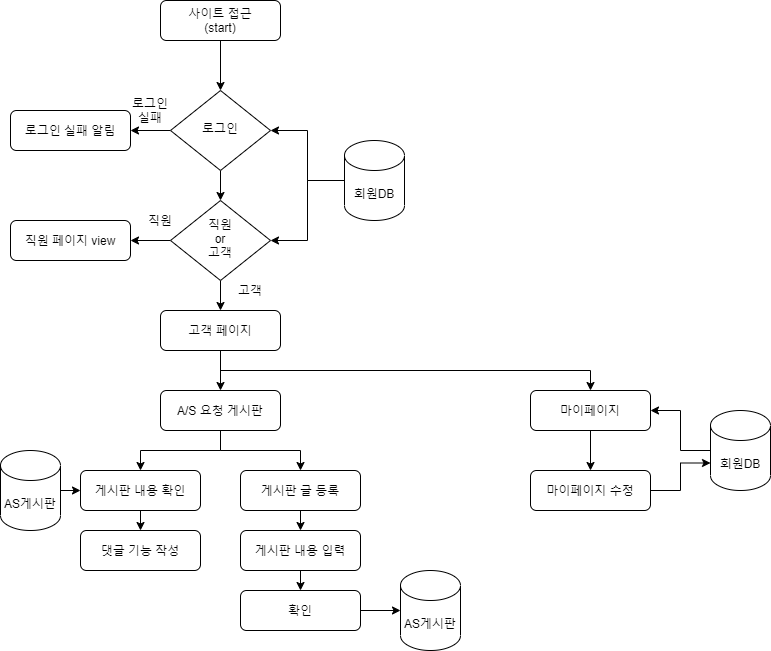 사이트 접근
(start)
로그인
실패
로그인 실패 알림
로그인
회원DB
직원
직원 페이지 view
직원
or
고객
고객
고객 페이지
A/S 요청 게시판
마이페이지
회원DB
AS게시판
게시판 내용 확인
게시판 글 등록
마이페이지 수정
댓글 기능 작성
게시판 내용 입력
확인
AS게시판